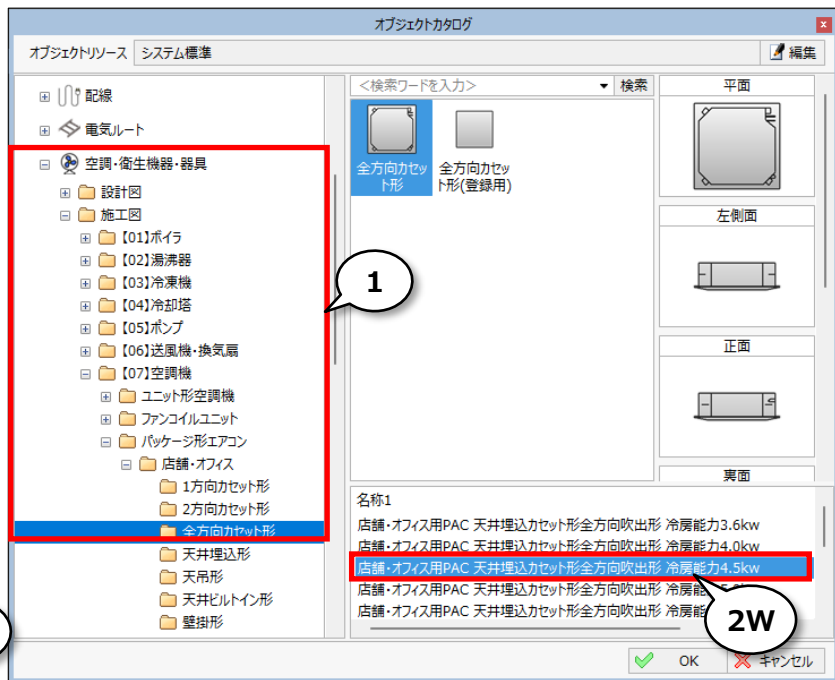 オブジェクトカタログ
オブジェクトリソース システム標準 編集
配線
電気ルート
空調・衛生機器・器具
設計図
施工図
【01】ボイラ
【02】湯沸器
【03】冷凍機
【04】冷却塔
【05】ポンプ
【06】送風機・換気扇
【07】空調機
ユニット形空調機
ファンコイルユニット
パッケージ形エアコン
店舗・オフィス
1方向カセット形
2方向カセット形
全方向カセット形
天井埋込形
天吊形
天井ビルトイン形
壁掛形
1
<検索ワードを入力> 検索
全方向カセッ
ト形
全方向カセッ
ト形(登録用)
平面
左側面
正面
裏面
名称1
店舗・オフィス用PAC 天井埋込カセット形全方向吹出形 冷房能力3.6kw
店舗・オフィス用PAC 天井埋込カセット形全方向吹出形 冷房能力4.0kw
店舗・オフィス用PAC 天井埋込カセット形全方向吹出形 冷房能力4.5kw
店舗・オフィス用PAC 天井埋込カセット形全方向吹出形 冷房能
店舗・オフィス用PAC 天井埋込カセット形全方向吹出形 冷房能
2W
OK キャンセル